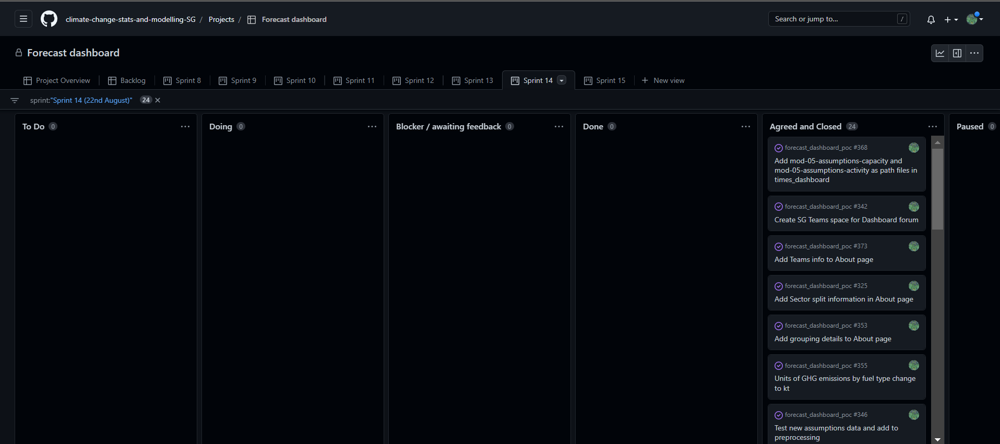 climate-change-stats-and-modelling-SG / Projects / Forecast dashboard
Search or jump to... /
Forecast dashboard
Project Overview Backlog Sprint 8 Sprint 9 Sprint 10 Sprint 11 Sprint 12 Sprint 13 Sprint 14 Sprint 15 + New view
sprint:"Sprint 14 (22nd August)" 24
To Do 0
Doing 0
Blocker / awaiting feedback 0
Done 0
Agreed and Closed 24
forecast_dashboard_poc #368
Add mod-05-assumptions-capacity and
mod-05-assumptions-activity as path files in
times_dashboard
forecast_dashboard_poc #342
Create SG Teams space for Dashboard forum
forecast_dashboard_poc #373
Add Teams info to About page
forecast_dashboard_poc #325
Add Sector split information in About page
forecast_dashboard_poc #353
Add grouping details to About page
forecast_dashboard_poc #355
Units of GHG emissions by fuel type change
to kt
forecast_dashboard_poc #346
Test new assumptions data and add to
preprocessing
Paused 0